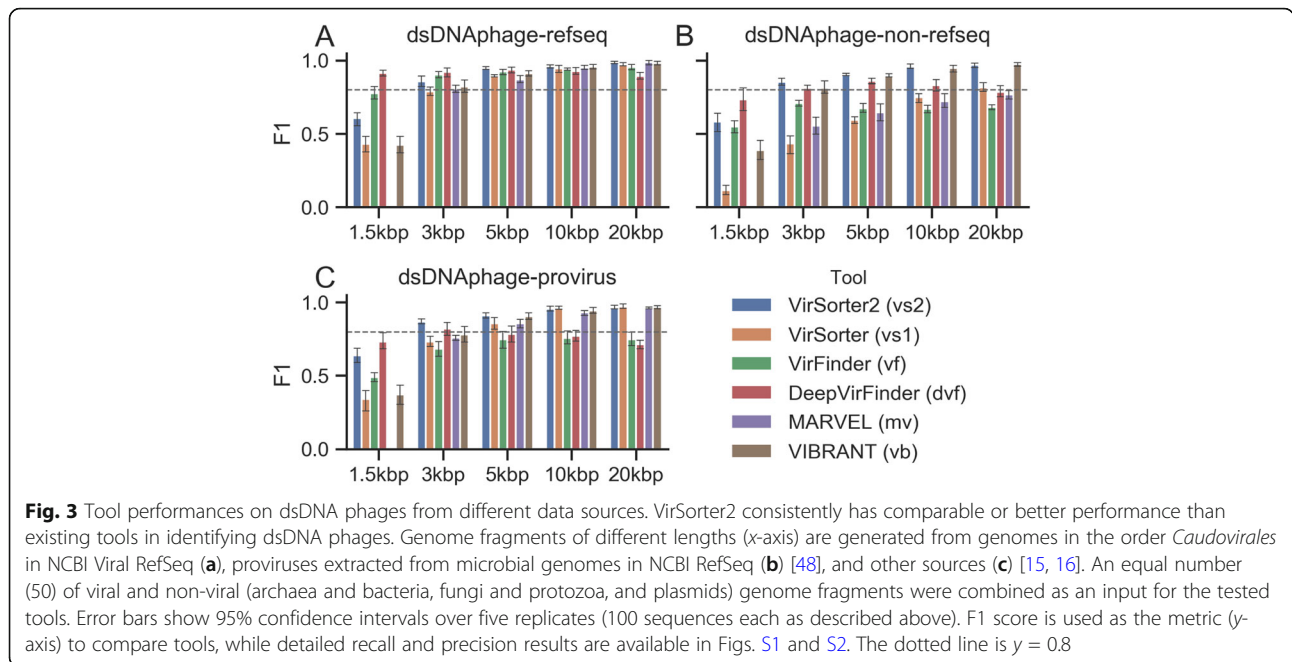 A dsDNAphage-refseq
B dsDNAphage-non-refseq
F1
1.0
0.5
0.0
1.5kbp 3kbp 5kbp 10kbp 20kbp
1.0
0.5
0.0
1.5kbp 3kbp 5kbp 10kbp 20kbp
C dsDNAphage-provirus
F1
1.0
0.5
0.0
1.5kbp 3kbp 5kbp 10kbp 20kbp
Tool
VirSorter2 (vs2)
VirSorter (vs1)
VirFinder (vf)
DeepVirFinder (dvf)
MARVEL (mv)
VIBRANT (vb)
Fig. 3 Tool performances on dsDNA phages from different data sources. VirSorter2 consistently has comparable or better performance than
existing tools in identifying dsDNA phages. Genome fragments of different lengths (x-axis) are generated from genomes in the order Caudovirales
in NCBI Viral RefSeq (a), proviruses extracted from microbial genomes in NCBI RefSeq (b) [48], and other sources (c) [15, 16]. An equal number
(50) of viral and non-viral (archaea and bacteria, fungi and protozoa, and plasmids) genome fragments were combined as an input for the tested
tools. Error bars show 95% confidence intervals over five replicates (100 sequences each as described above). F1 score is used as the metric (y-
axis) to compare tools, while detailed recall and precision results are available in Figs. S1 and S2. The dotted line is y = 0.8